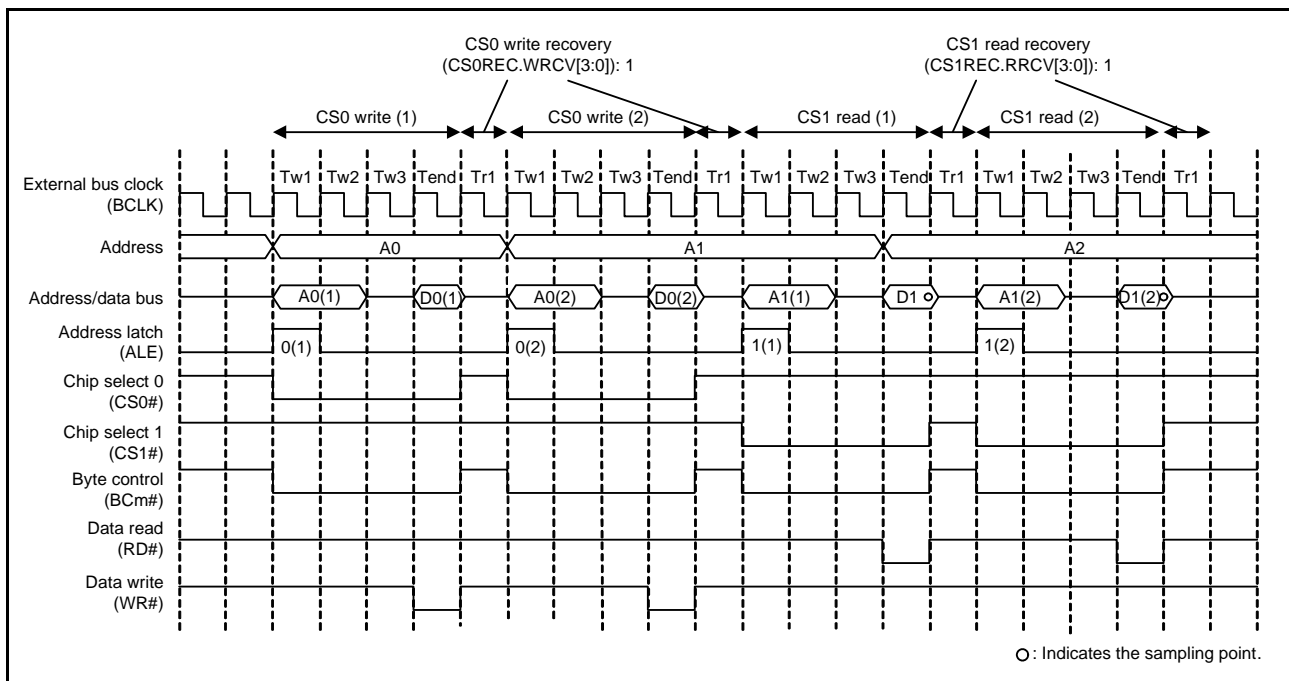 CS0 write recovery
(CS0REC.WRCV[3:0]): 1
CS1 read recovery
(CS1REC.RRCV[3:0]): 1
CS0 write (1)
CS0 write (2)
CS1 read (1)
CS1 read (2)
Tw1 Tw2 Tw3 Tend Tr1 Tw1 Tw2 Tw3 Tend Tr1 Tw1 Tw2 Tw3 Tend Tr1 Tw1 Tw2 Tw3 Tend Tr1
External bus clock
(BCLK)
Address
A0 A1 A2
Address/data bus
A0(1) D0(1) A0(2) D0(2) A1(1) D1 A1(2) D1(2)
Address latch
(ALE)
0(1) 0(2) 1(1) 1(2)
Chip select 0
(CS0#)
Chip select 1
(CS1#)
Byte control
(BCm#)
Data read
(RD#)
Data write
(WR#)
: Indicates the sampling point.